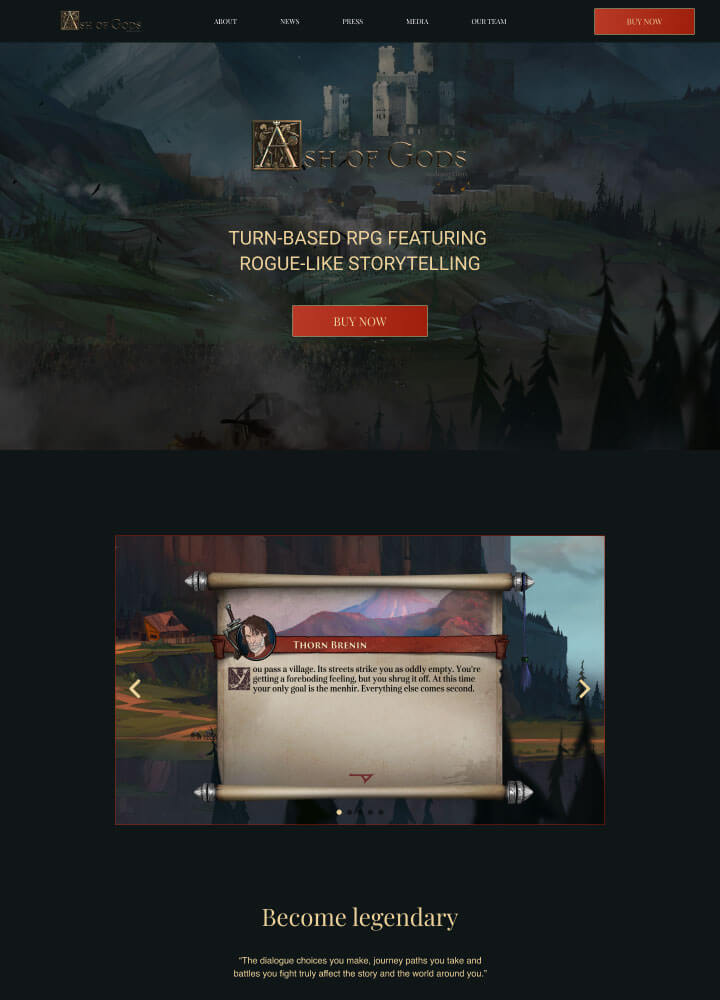 Ash of Gods
ABOUT
NEWS
PRESS
MEDIA
OUR TEAM
BUY NOW
Ash of Gods
TURN-BASED RPG FEATURING
ROGUE-LIKE STORYTELLING
BUY NOW
Thorn Brenin
You pass a village. Its streets strike you as oddly empty. You're
getting a foreboding feeling, but you shrug it off. At this time
your only goal is the menhir. Everything else comes second.
Become legendary
“The dialogue choices you make, journey paths you take and
battles you fight truly affect the story and the world around you.”